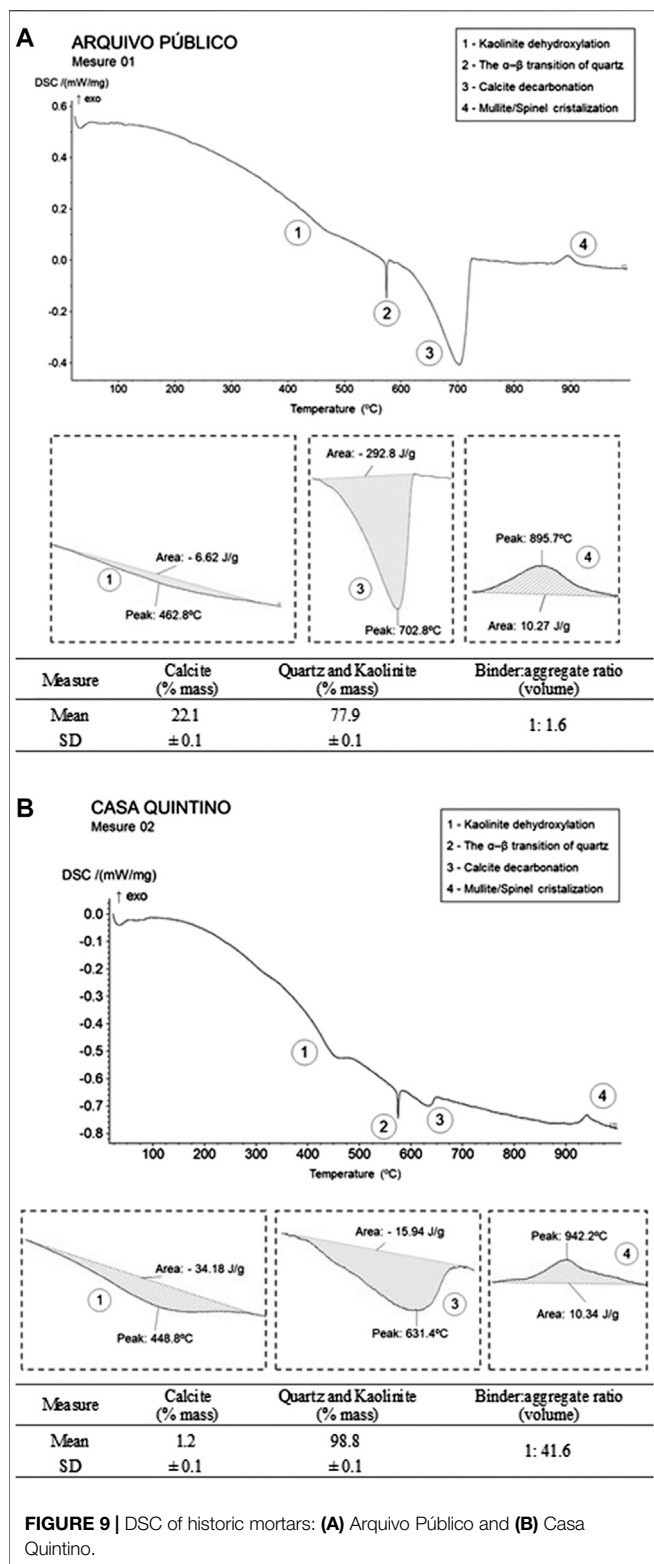 A
ARQUIVO PÚBLICO
Mesure 01
1 - Kaolinite dehydroxylation
2 - The α–β transition of quartz
3 - Calcite decarbonation
4 - Mullite/Spinel cristalization
DSC /(mW/mg)
↑ exo
0.6
0.4
0.2
0.0
-0.2
-0.4
1
2
3
4
100 200 300 400 500 600 700 800 900
Temperature (ºC)
Area: - 6.62 J/g
1
Peak: 462.8ºC
Area: - 292.8 J/g
3
Peak: 702.8ºC
Peak: 895.7ºC
4
Area: 10.27 J/g
Measure Calcite (% mass) Quartz and Kaolinite (% mass) Binder:aggregate ratio (volume)
Mean 22.1 77.9 1: 1.6
SD ± 0.1 ± 0.1
B
CASA QUINTINO
Mesure 02
1 - Kaolinite dehydroxylation
2 - The α–β transition of quartz
3 - Calcite decarbonation
4 - Mullite/Spinel cristalization
DSC /(mW/mg)
↑ exo
0.0
-0.1
-0.2
-0.3
-0.4
-0.5
-0.6
-0.7
-0.8
1
2
3
4
100 200 300 400 500 600 700 800 900
Temperature (ºC)
Area: - 34.18 J/g
1
Peak: 448.8ºC
Area: - 15.94 J/g
3
Peak: 631.4ºC
Peak: 942.2ºC
4
Area: 10.34 J/g
Measure Calcite (% mass) Quartz and Kaolinite (% mass) Binder:aggregate ratio (volume)
Mean 1.2 98.8 1: 41.6
SD ± 0.1 ± 0.1
FIGURE 9 | DSC of historic mortars: (A) Arquivo Público and (B) Casa
Quintino.